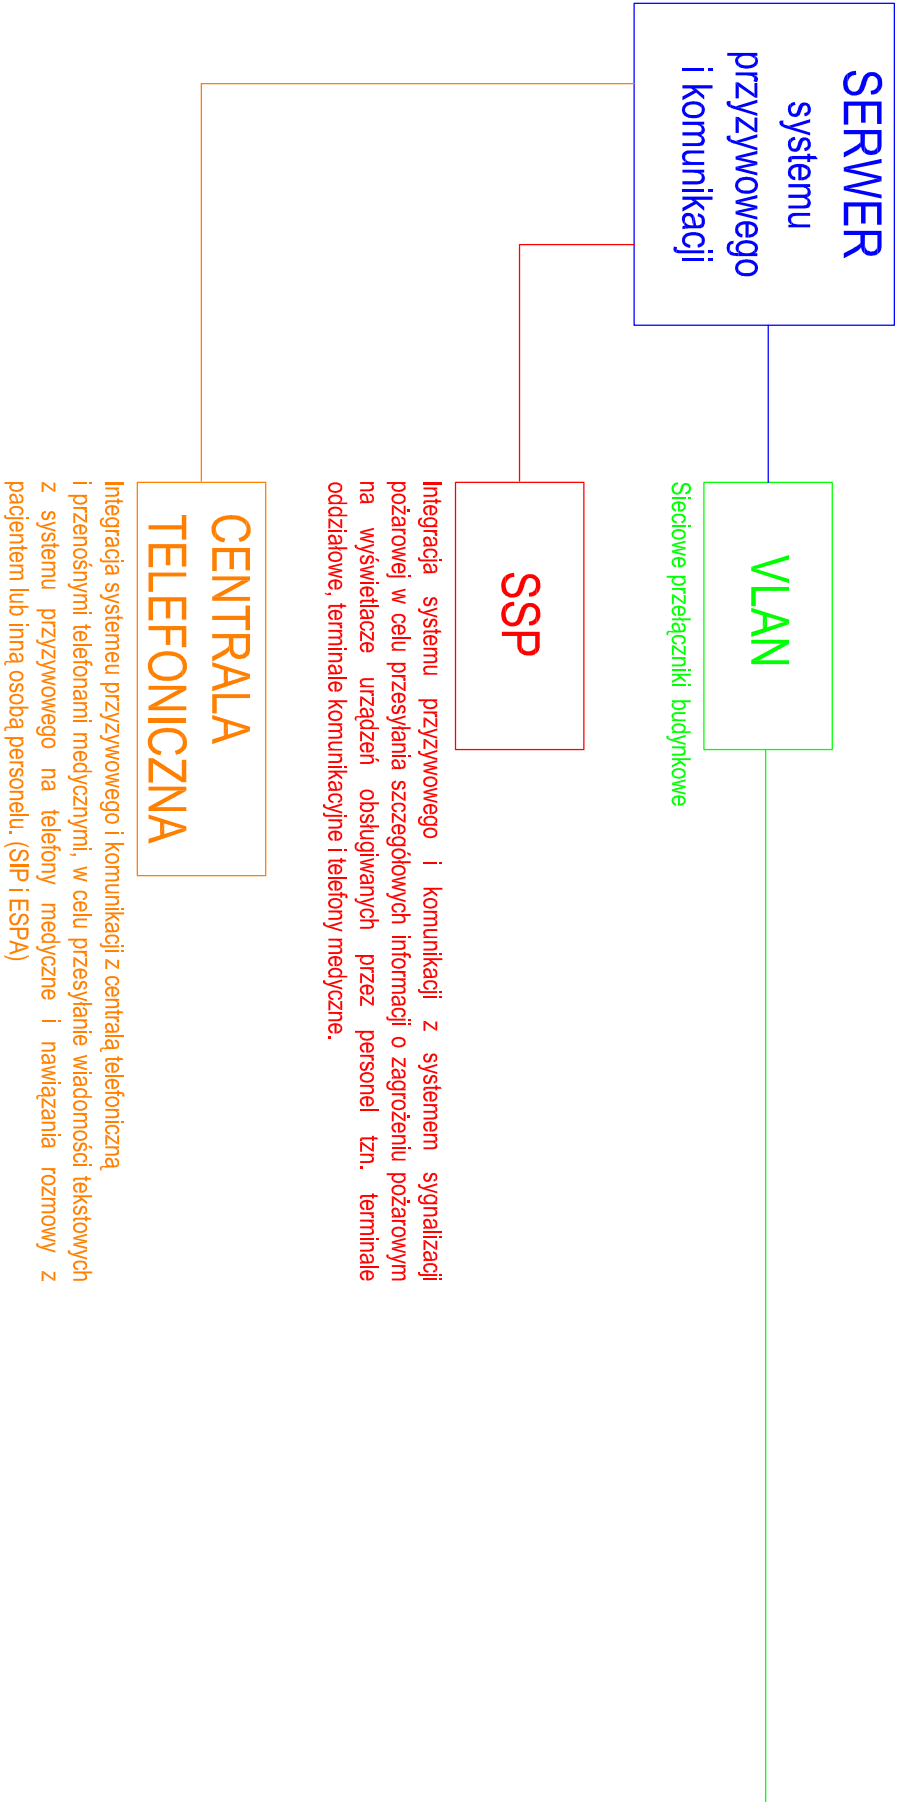 SERWER
systemu
przyzywowego
i komunikacji
VLAN
Sieciowe przełączniki budynkowe
SSP
Integracja systemu przyzywowego i komunikacji z systemem sygnalizacji
pożarowej w celu przesyłania szczegółowych informacji o zagrożeniu pożarowym
na wyświetlacze urządzeń obsługiwanych przez personel tzn. terminale
oddziałowe, terminale komunikacyjne i telefony medyczne.
CENTRALA
TELEFONICZNA
Integracja systemeu przyzywowego i komunikacji z centralą telefoniczną
i przenośnymi telefonami medycznymi, w celu przesyłanie wiadomości tekstowych
z systemu przyzywowego na telefony medyczne i nawiązania rozmowy z
pacjentem lub inną osobą personelu. (SIP i ESPA)